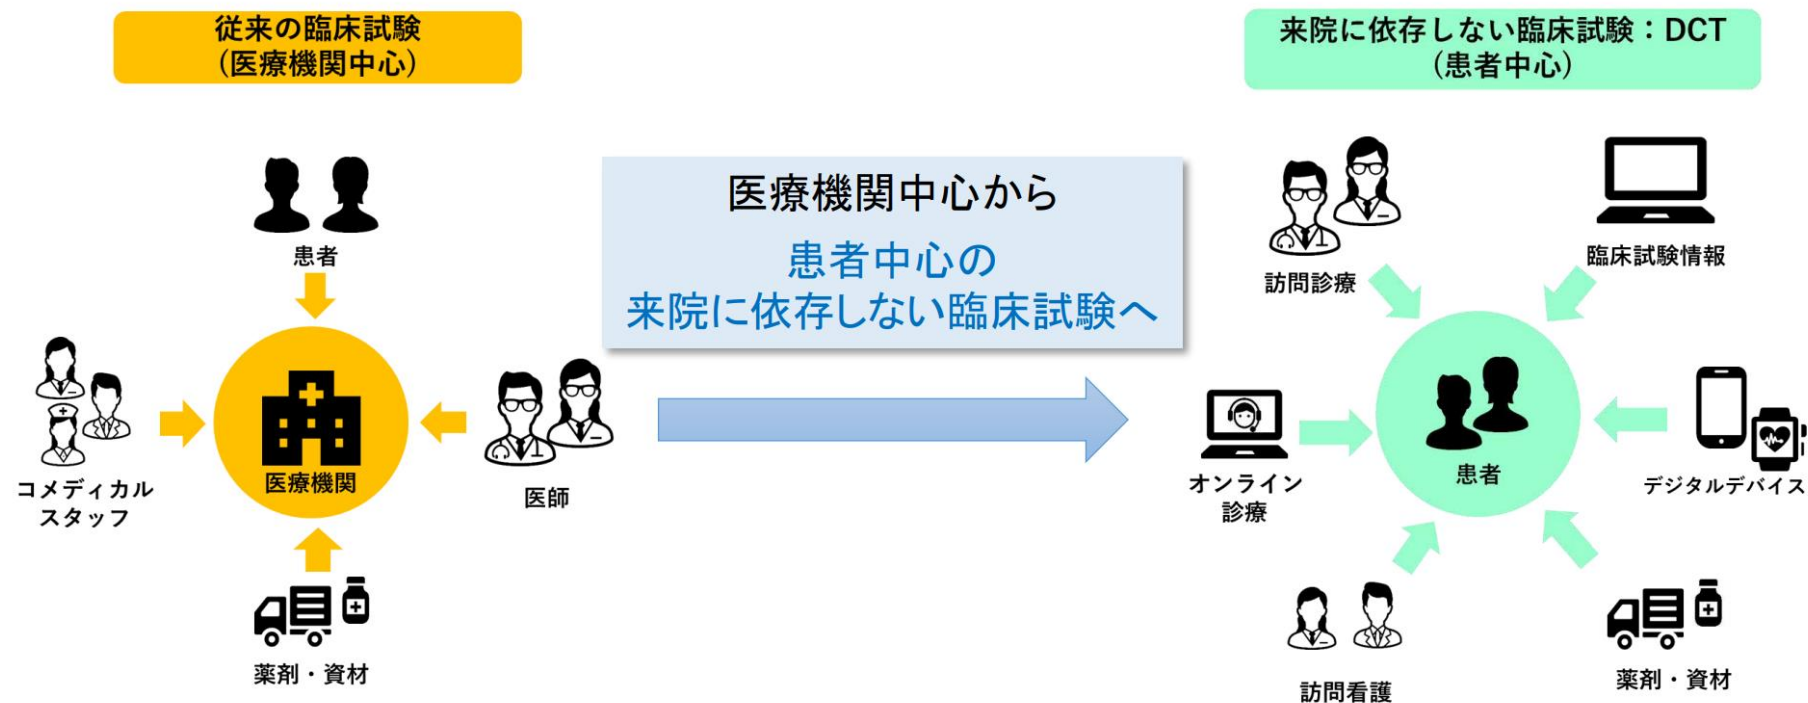 従来の臨床試験
(医療機関中心)
患者
コメディカル
スタッフ
医療機関
医師
薬剤・資材
医療機関中心から
患者中心の
来院に依存しない臨床試験へ
来院に依存しない臨床試験：DCT
(患者中心)
訪問診療
臨床試験情報
オンライン
診療
患者
デジタルデバイス
訪問看護
薬剤・資材